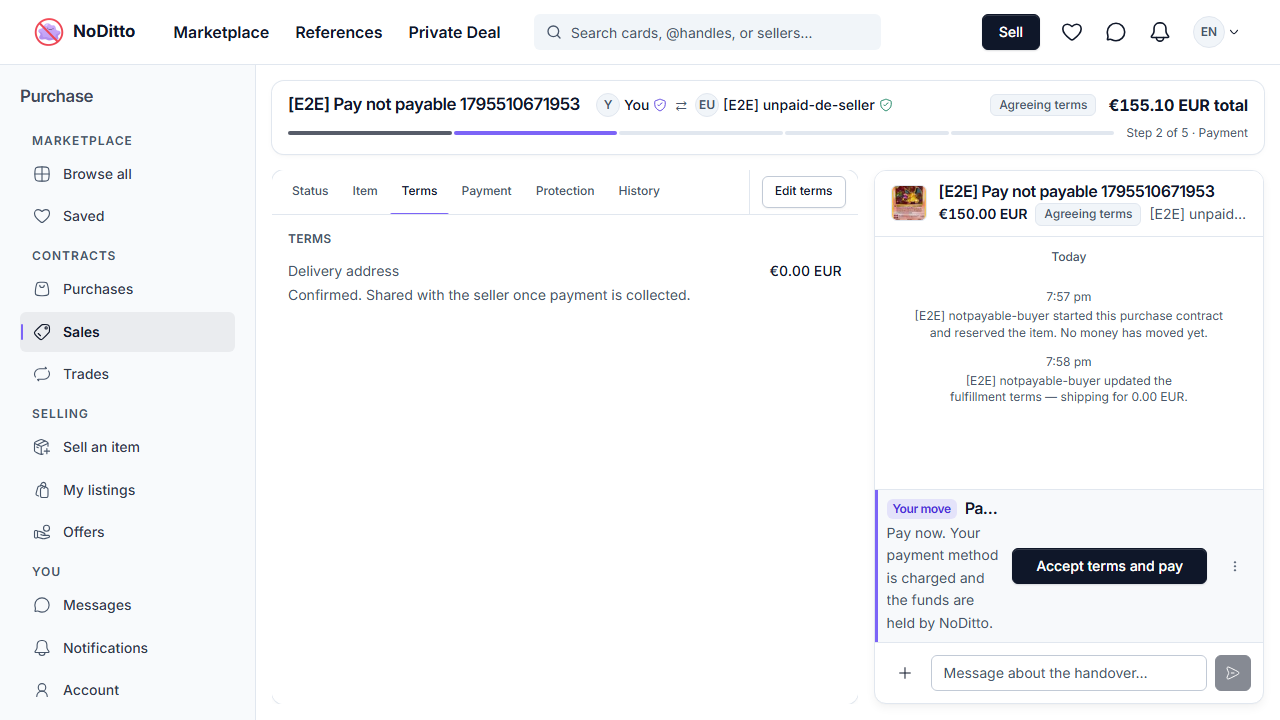 NoDitto
Marketplace
References
Private Deal
Search cards, @handles, or sellers...
Sell
EN
Purchase
MARKETPLACE
Browse all
Saved
CONTRACTS
Purchases
Sales
Trades
SELLING
Sell an item
My listings
Offers
YOU
Messages
Notifications
Account
[E2E] Pay not payable 1795510671953
Y You
EU [E2E] unpaid-de-seller
Agreeing terms
€155.10 EUR total
Step 2 of 5 · Payment
Status
Item
Terms
Payment
Protection
History
Edit terms
TERMS
Delivery address
€0.00 EUR
Confirmed. Shared with the seller once payment is collected.
[E2E] Pay not payable 1795510671953
€150.00 EUR
Agreeing terms
[E2E] unpaid...
Today
7:57 pm
[E2E] notpayable-buyer started this purchase contract
and reserved the item. No money has moved yet.
7:58 pm
[E2E] notpayable-buyer updated the
fulfillment terms — shipping for 0.00 EUR.
Your move
Pa...
Pay now. Your
payment method
is charged and
the funds are
held by NoDitto.
Accept terms and pay
Message about the handover...